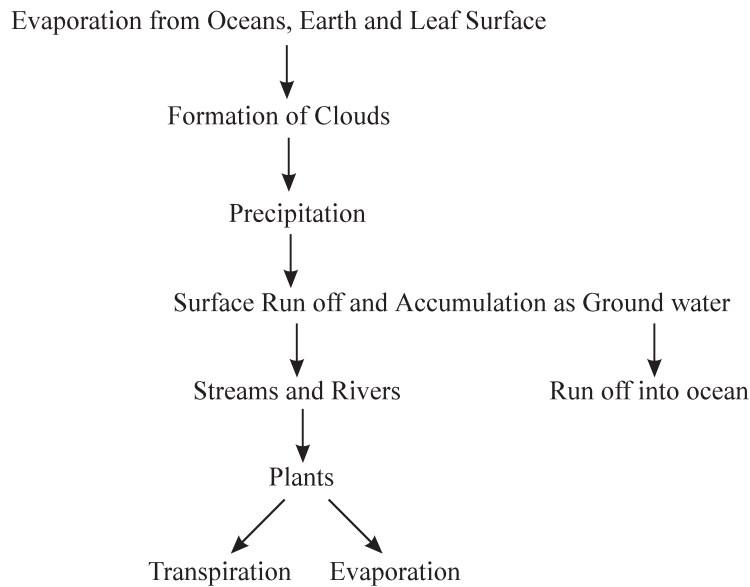 Evaporation from Oceans, Earth and Leaf Surface
Formation of Clouds
Precipitation
Surface Run off and Accumulation as Ground water
Streams and Rivers
Run off into ocean
Plants
Transpiration
Evaporation